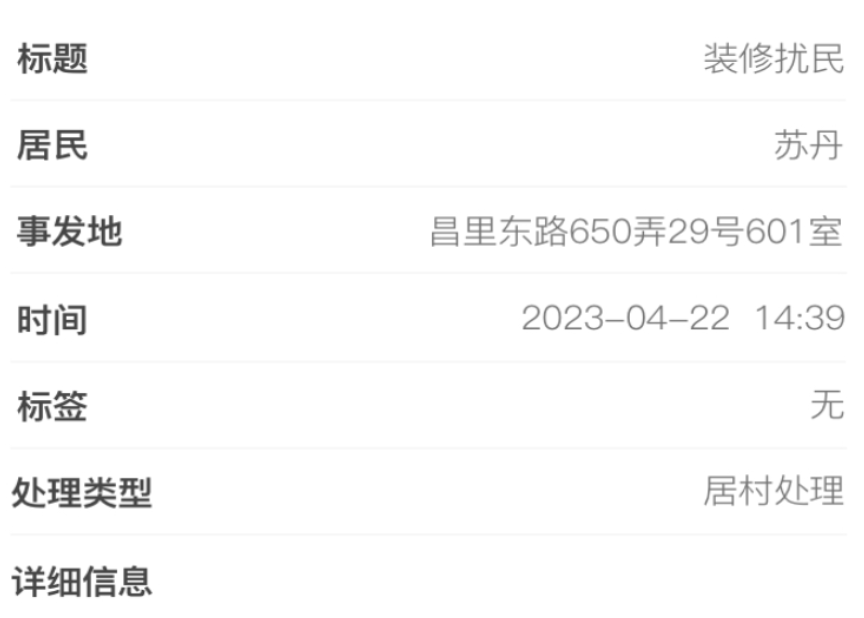 标题 装修扰民
居民 苏丹
事发地 昌里东路650弄29号601室
时间 2023-04-22 14:39
标签 无
处理类型 居村处理
详细信息